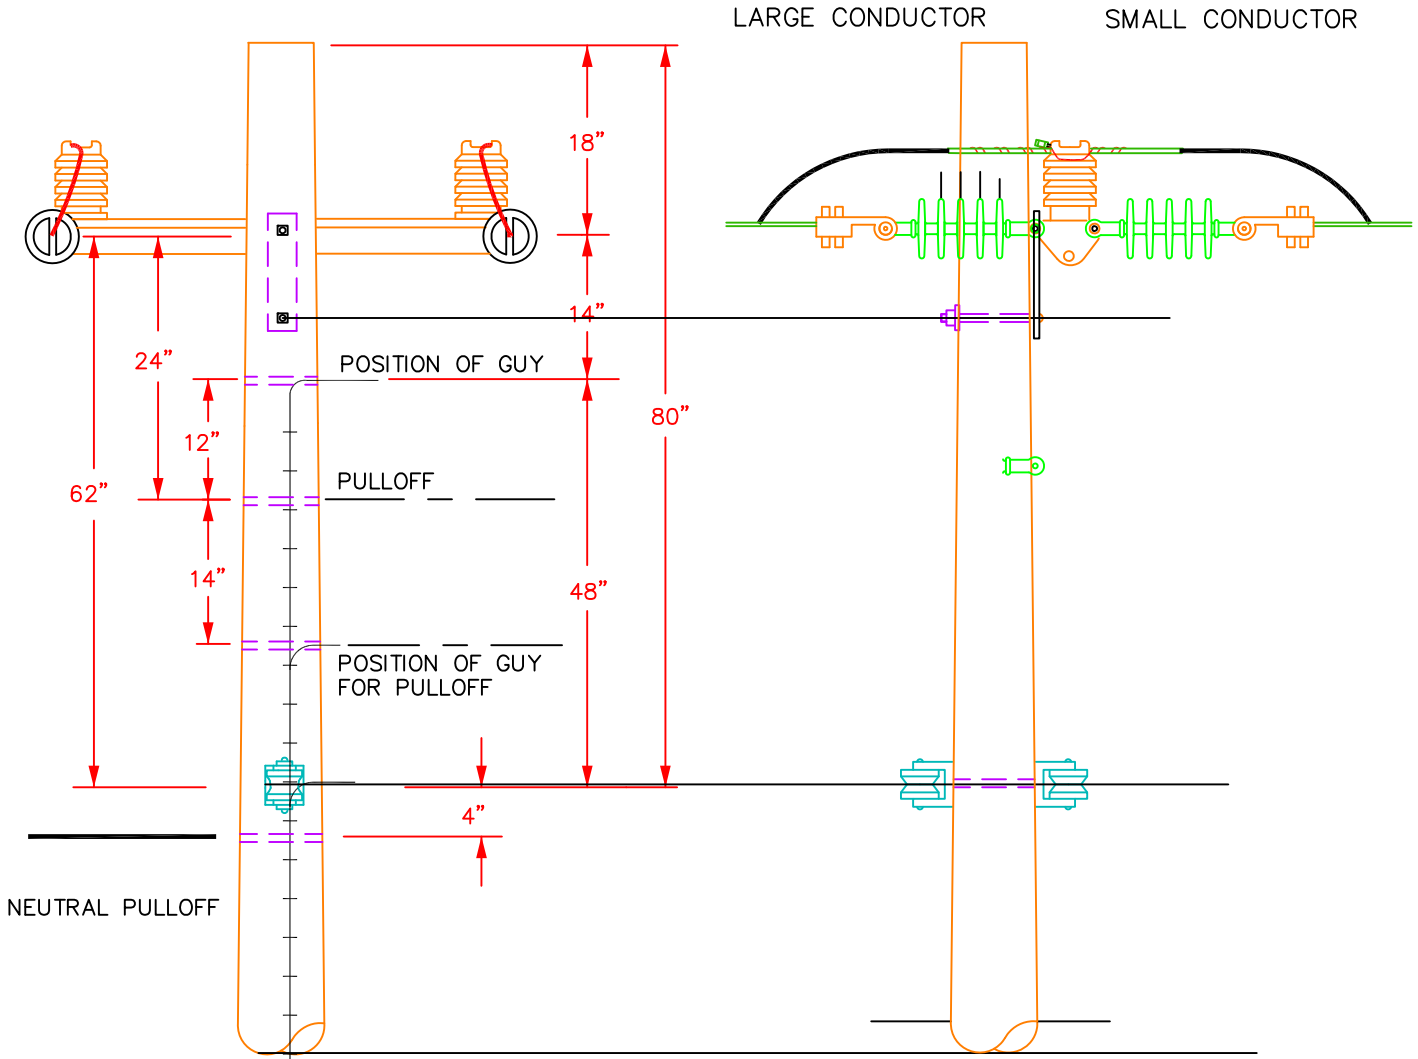 LARGE CONDUCTOR
SMALL CONDUCTOR
18”
14”
24”
POSITION OF GUY
80”
12”
PULLOFF
62”
14”
48”
POSITION OF GUY
FOR PULLOFF
4”
NEUTRAL PULLOFF